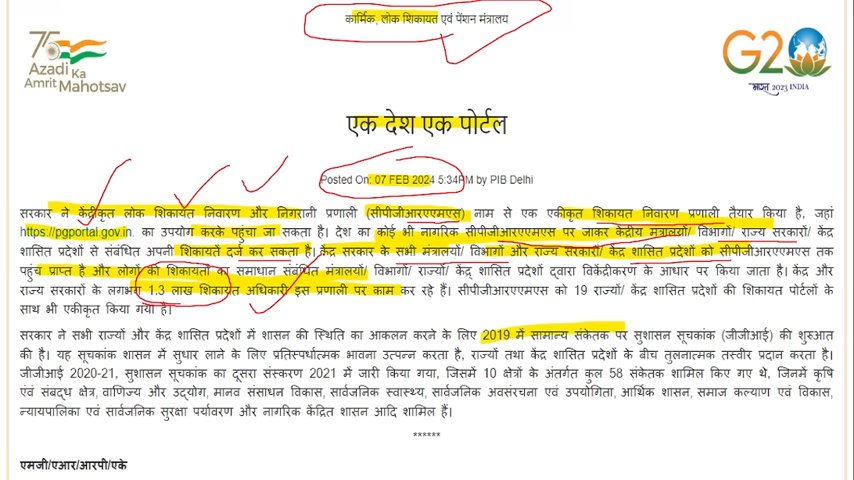 कार्मिक, लोक शिकायत एवं पेंशन मंत्रालय
75
Azadi Ka
Amrit Mahotsav
G20
भारत 2023 INDIA
एक देश एक पोर्टल
Posted On: 07 FEB 2024 5:34PM by PIB Delhi
सरकार ने केंद्रीकृत लोक शिकायत निवारण और निगरानी प्रणाली (सीपीजीआरएएमएस) नाम से एक एकीकृत शिकायत निवारण प्रणाली तैयार किया है, जहां
https://pgportal.gov.in. का उपयोग करके पहुंचा जा सकता है। देश का कोई भी नागरिक सीपीजीआरएएमएस पर जाकर केंद्रीय मंत्रालयों/ विभागों/ राज्य सरकारों/ केंद्र
शासित प्रदेशों से संबंधित अपनी शिकायतें दर्ज कर सकता है। केंद्र सरकार के सभी मंत्रालयों/ विभागों और राज्य सरकारों/ केंद्र शासित प्रदेशों को सीपीजीआरएएमएस तक
पहुंच प्राप्त है और लोगों की शिकायतों का समाधान संबंधित मंत्रालयों/ विभागों/ राज्यों/ केंद्र शासित प्रदेशों द्वारा विकेंद्रीकरण के आधार पर किया जाता है। केंद्र और
राज्य सरकारों के लगभग 1.3 लाख शिकायत अधिकारी इस प्रणाली पर काम कर रहे हैं। सीपीजीआरएएमएस को 19 राज्यों/ केंद्र शासित प्रदेशों की शिकायत पोर्टलों के
साथ भी एकीकृत किया गया है।
सरकार ने सभी राज्यों और केंद्र शासित प्रदेशों में शासन की स्थिति का आकलन करने के लिए 2019 में सामान्य संकेतक पर सुशासन सूचकांक (जीजीआई) की शुरुआत
की है। यह सूचकांक शासन में सुधार लाने के लिए प्रतिस्पर्धात्मक भावना उत्पन्न करता है, राज्यों तथा केंद्र शासित प्रदेशों के बीच तुलनात्मक तस्वीर प्रदान करता है।
जीजीआई 2020-21, सुशासन सूचकांक का दूसरा संस्करण 2021 में जारी किया गया, जिसमें 10 क्षेत्रों के अंतर्गत कुल 58 संकेतक शामिल किए गए थे, जिनमें कृषि
एवं संबद्ध क्षेत्र, वाणिज्य और उद्योग, मानव संसाधन विकास, सार्वजनिक स्वास्थ्य, सार्वजनिक अवसंरचना एवं उपयोगिता, आर्थिक शासन, समाज कल्याण एवं विकास,
न्यायपालिका एवं सार्वजनिक सुरक्षा पर्यावरण और नागरिक केंद्रित शासन आदि शामिल हैं।
******
एमजी/एआर/आरपी/एके